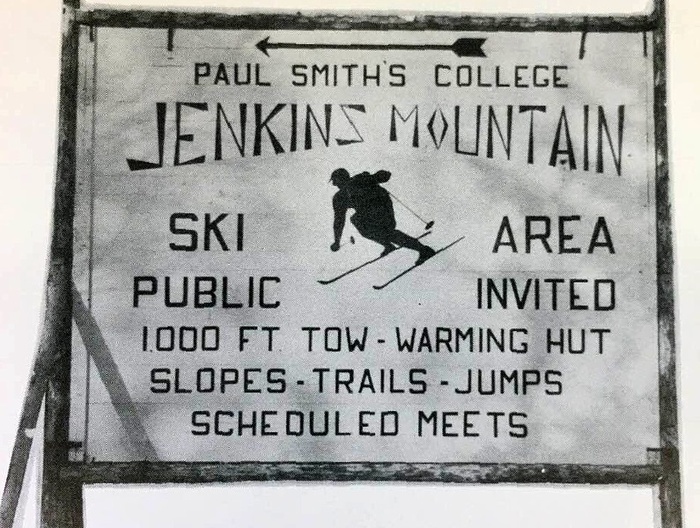 PAUL SMITH'S COLLEGE
JENKINS MOUNTAIN
SKI AREA
PUBLIC INVITED
1,000 FT. TOW - WARMING HUT
SLOPES - TRAILS - JUMPS
SCHEDULED MEETS